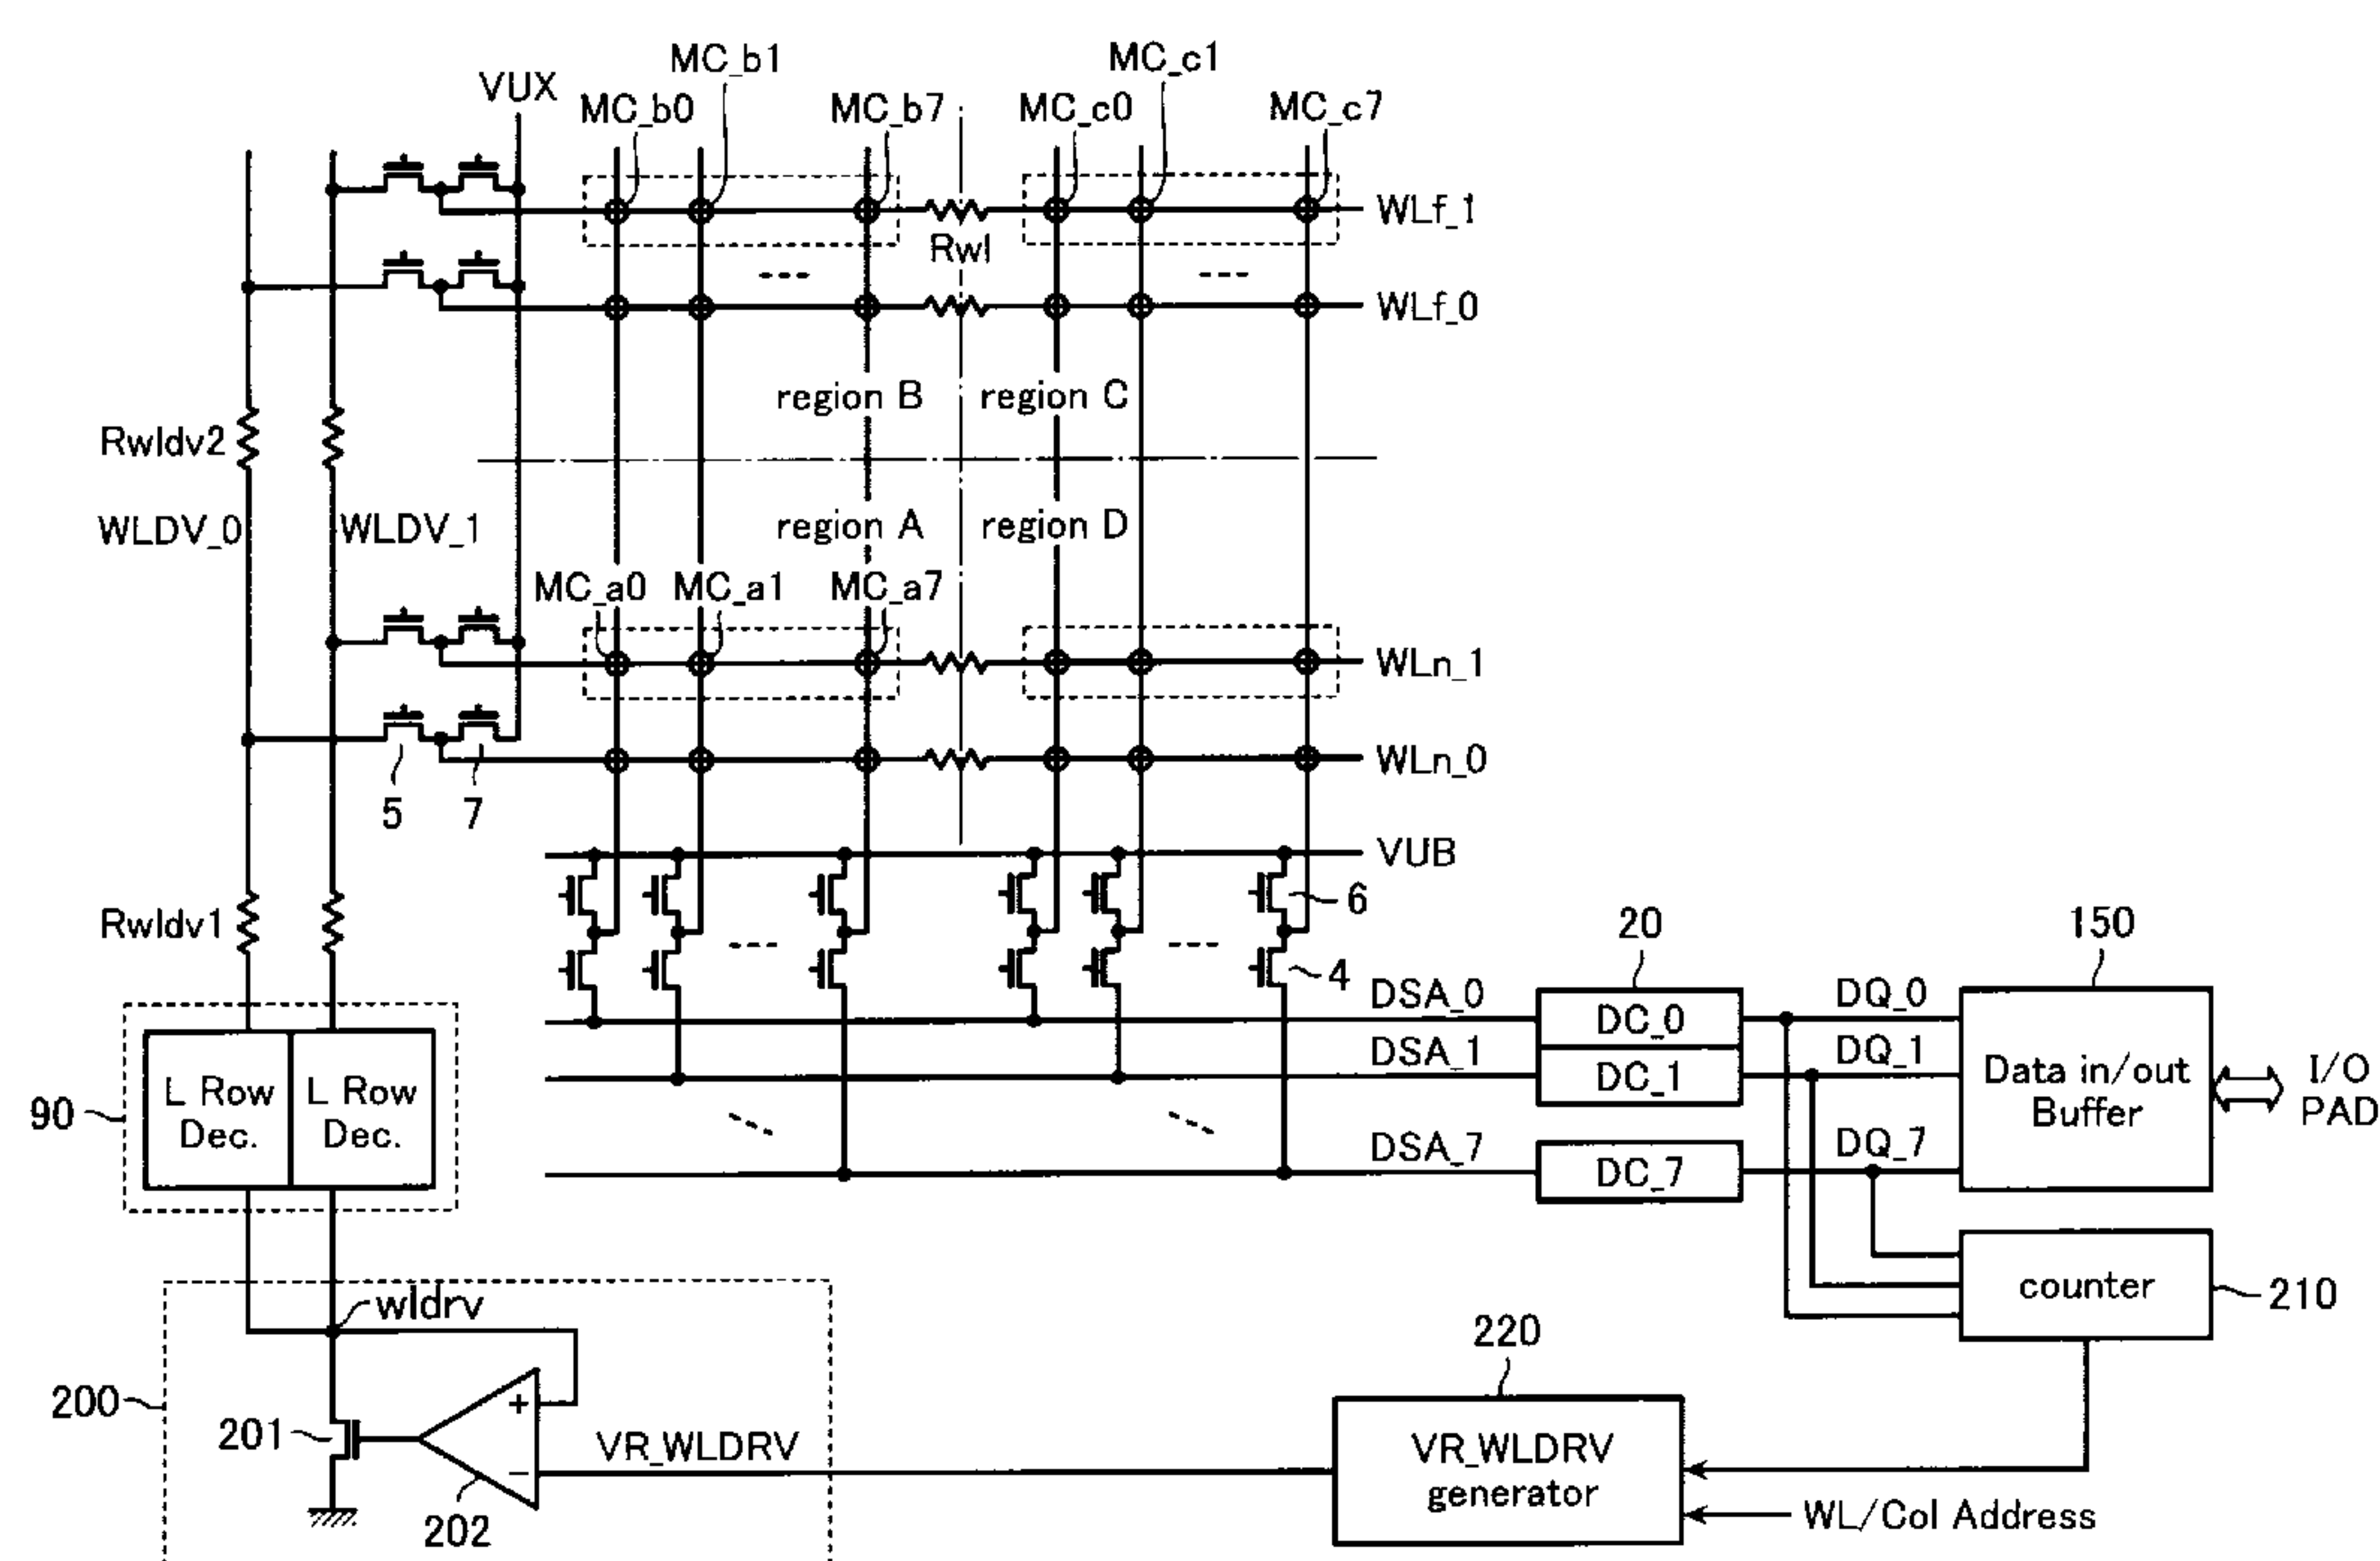 MC_b1
MC_c1
VUX
MC_b0
MC_b7
MC_c0
MC_c7
WLf_1
Rwl
WLf_0
region B
region C
Rwldv2
WLDV_0
WLDV_1
region A
region D
MC_a0
MC_a1
MC_a7
WLn_1
WLn_0
5
7
VUB
6
Rwldv1
20
150
4
DSA_0
DC_0
DQ_0
DSA_1
DC_1
DQ_1
Data in/out
Buffer
I/O
PAD
90
L Row
Dec.
L Row
Dec.
DSA_7
DC_7
DQ_7
wldrv
counter
210
220
200
201
+
−
202
VR_WLDRV
VR_WLDRV
generator
WL/Col Address